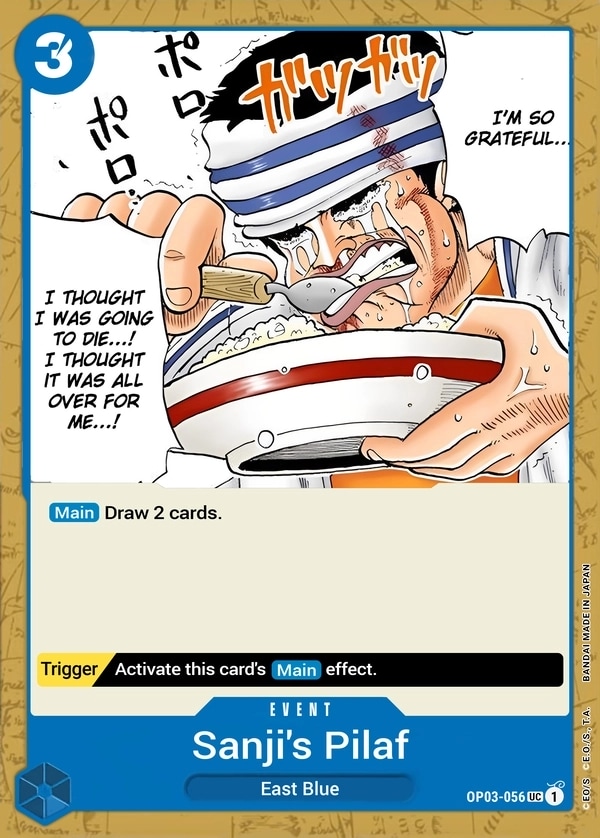 3
ポロ
ポロ
ガツガツ
I'M SO
GRATEFUL...
I THOUGHT
I WAS GOING
TO DIE...!
I THOUGHT
IT WAS ALL
OVER FOR
ME...!
Main Draw 2 cards.
Trigger Activate this card's Main effect.
EVENT
Sanji's Pilaf
East Blue
OP03-056 UC 1
©E.O./S. ©E.O./S.,T.A. BANDAI MADE IN JAPAN